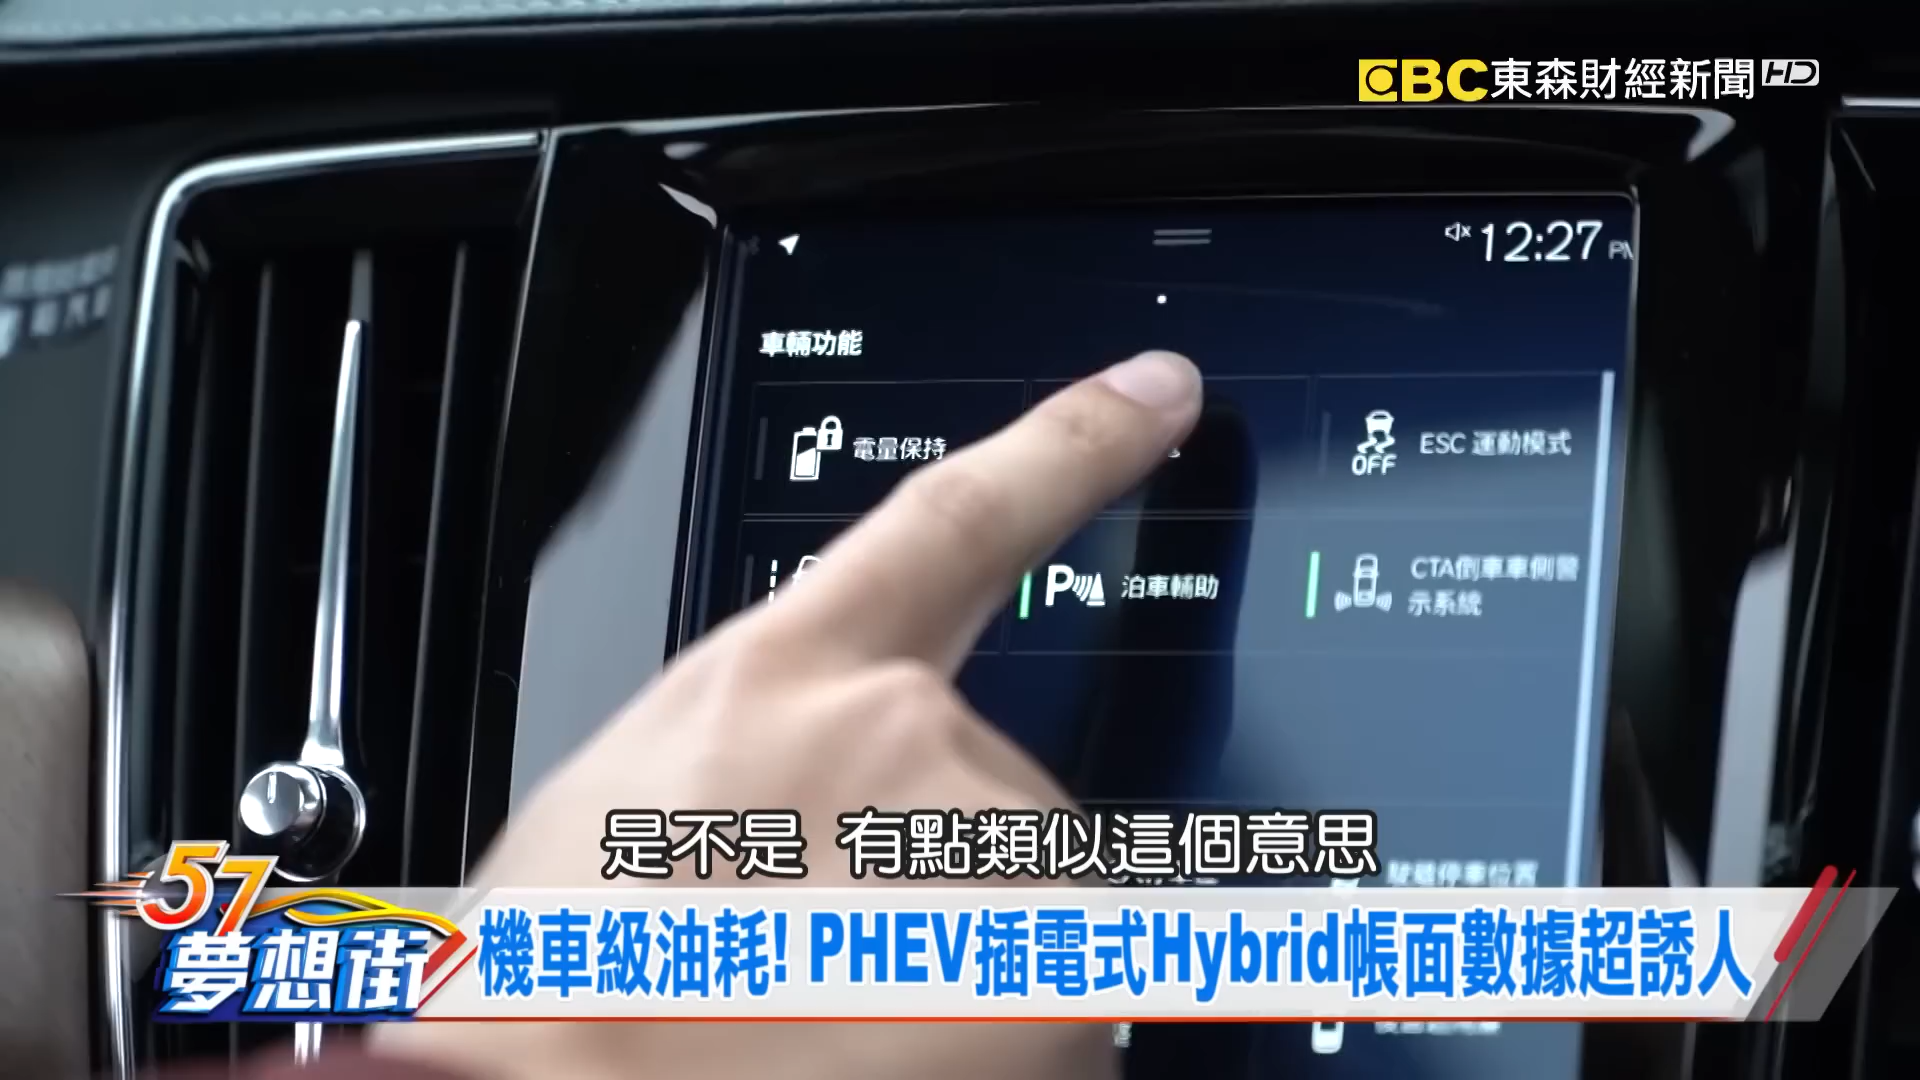 EBC東森財經新聞HD
12:27 PM
車輛功能
電量保持
OFF
ESC 運動模式
P 泊車輔助
CTA倒車車側警
示系統
是不是 有點類似這個意思
57
夢想街
機車級油耗! PHEV插電式Hybrid帳面數據超誘人